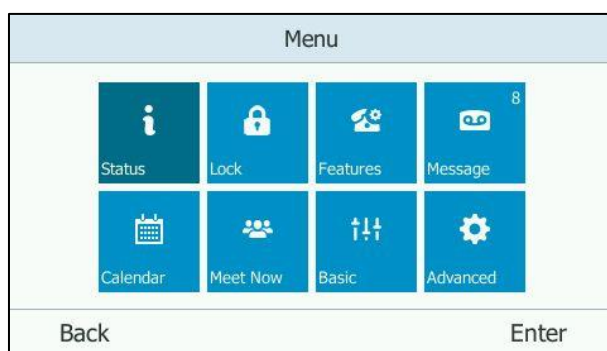 Menu
8
Status Lock Features Message
Calendar Meet Now Basic Advanced
Back Enter